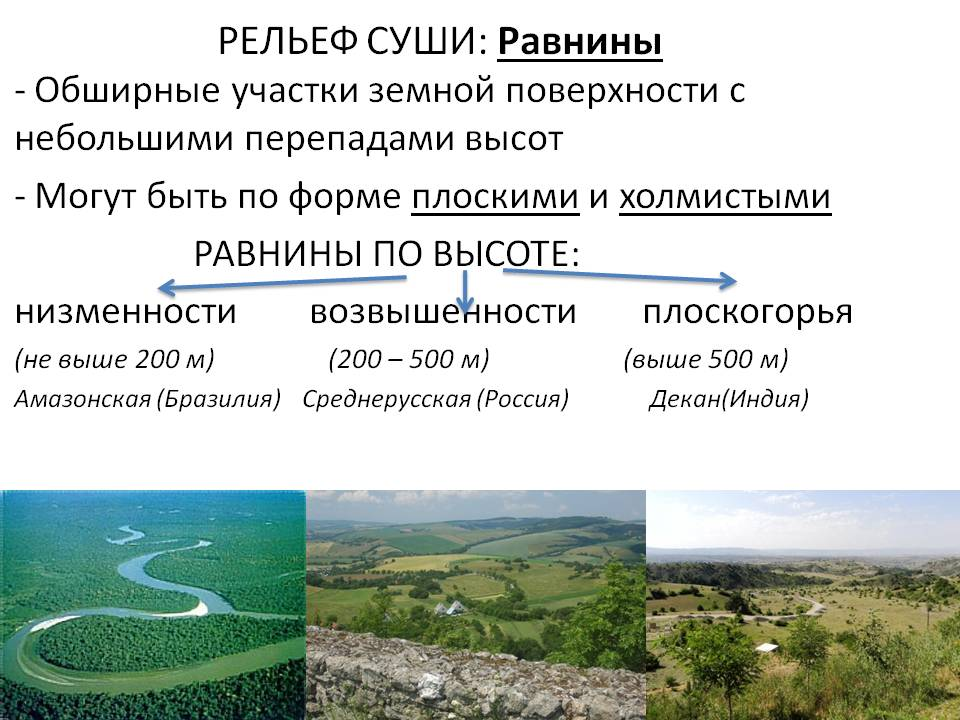 РЕЛЬЕФ СУШИ: Равнины
- Обширные участки земной поверхности с
небольшими перепадами высот
- Могут быть по форме плоскими и холмистыми
РАВНИНЫ ПО ВЫСОТЕ:
низменности возвышенности плоскогорья
(не выше 200 м) (200 – 500 м) (выше 500 м)
Амазонская (Бразилия) Среднерусская (Россия) Декан(Индия)